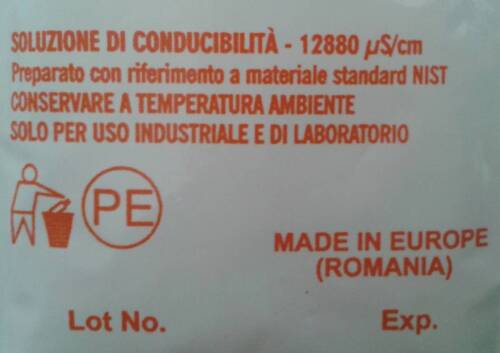 SOLUZIONE DI CONDUCIBILITÀ - 12880 µS/cm
Preparato con riferimento a materiale standard NIST
CONSERVARE A TEMPERATURA AMBIENTE
SOLO PER USO INDUSTRIALE E DI LABORATORIO
PE
MADE IN EUROPE
(ROMANIA)
Lot No. Exp.